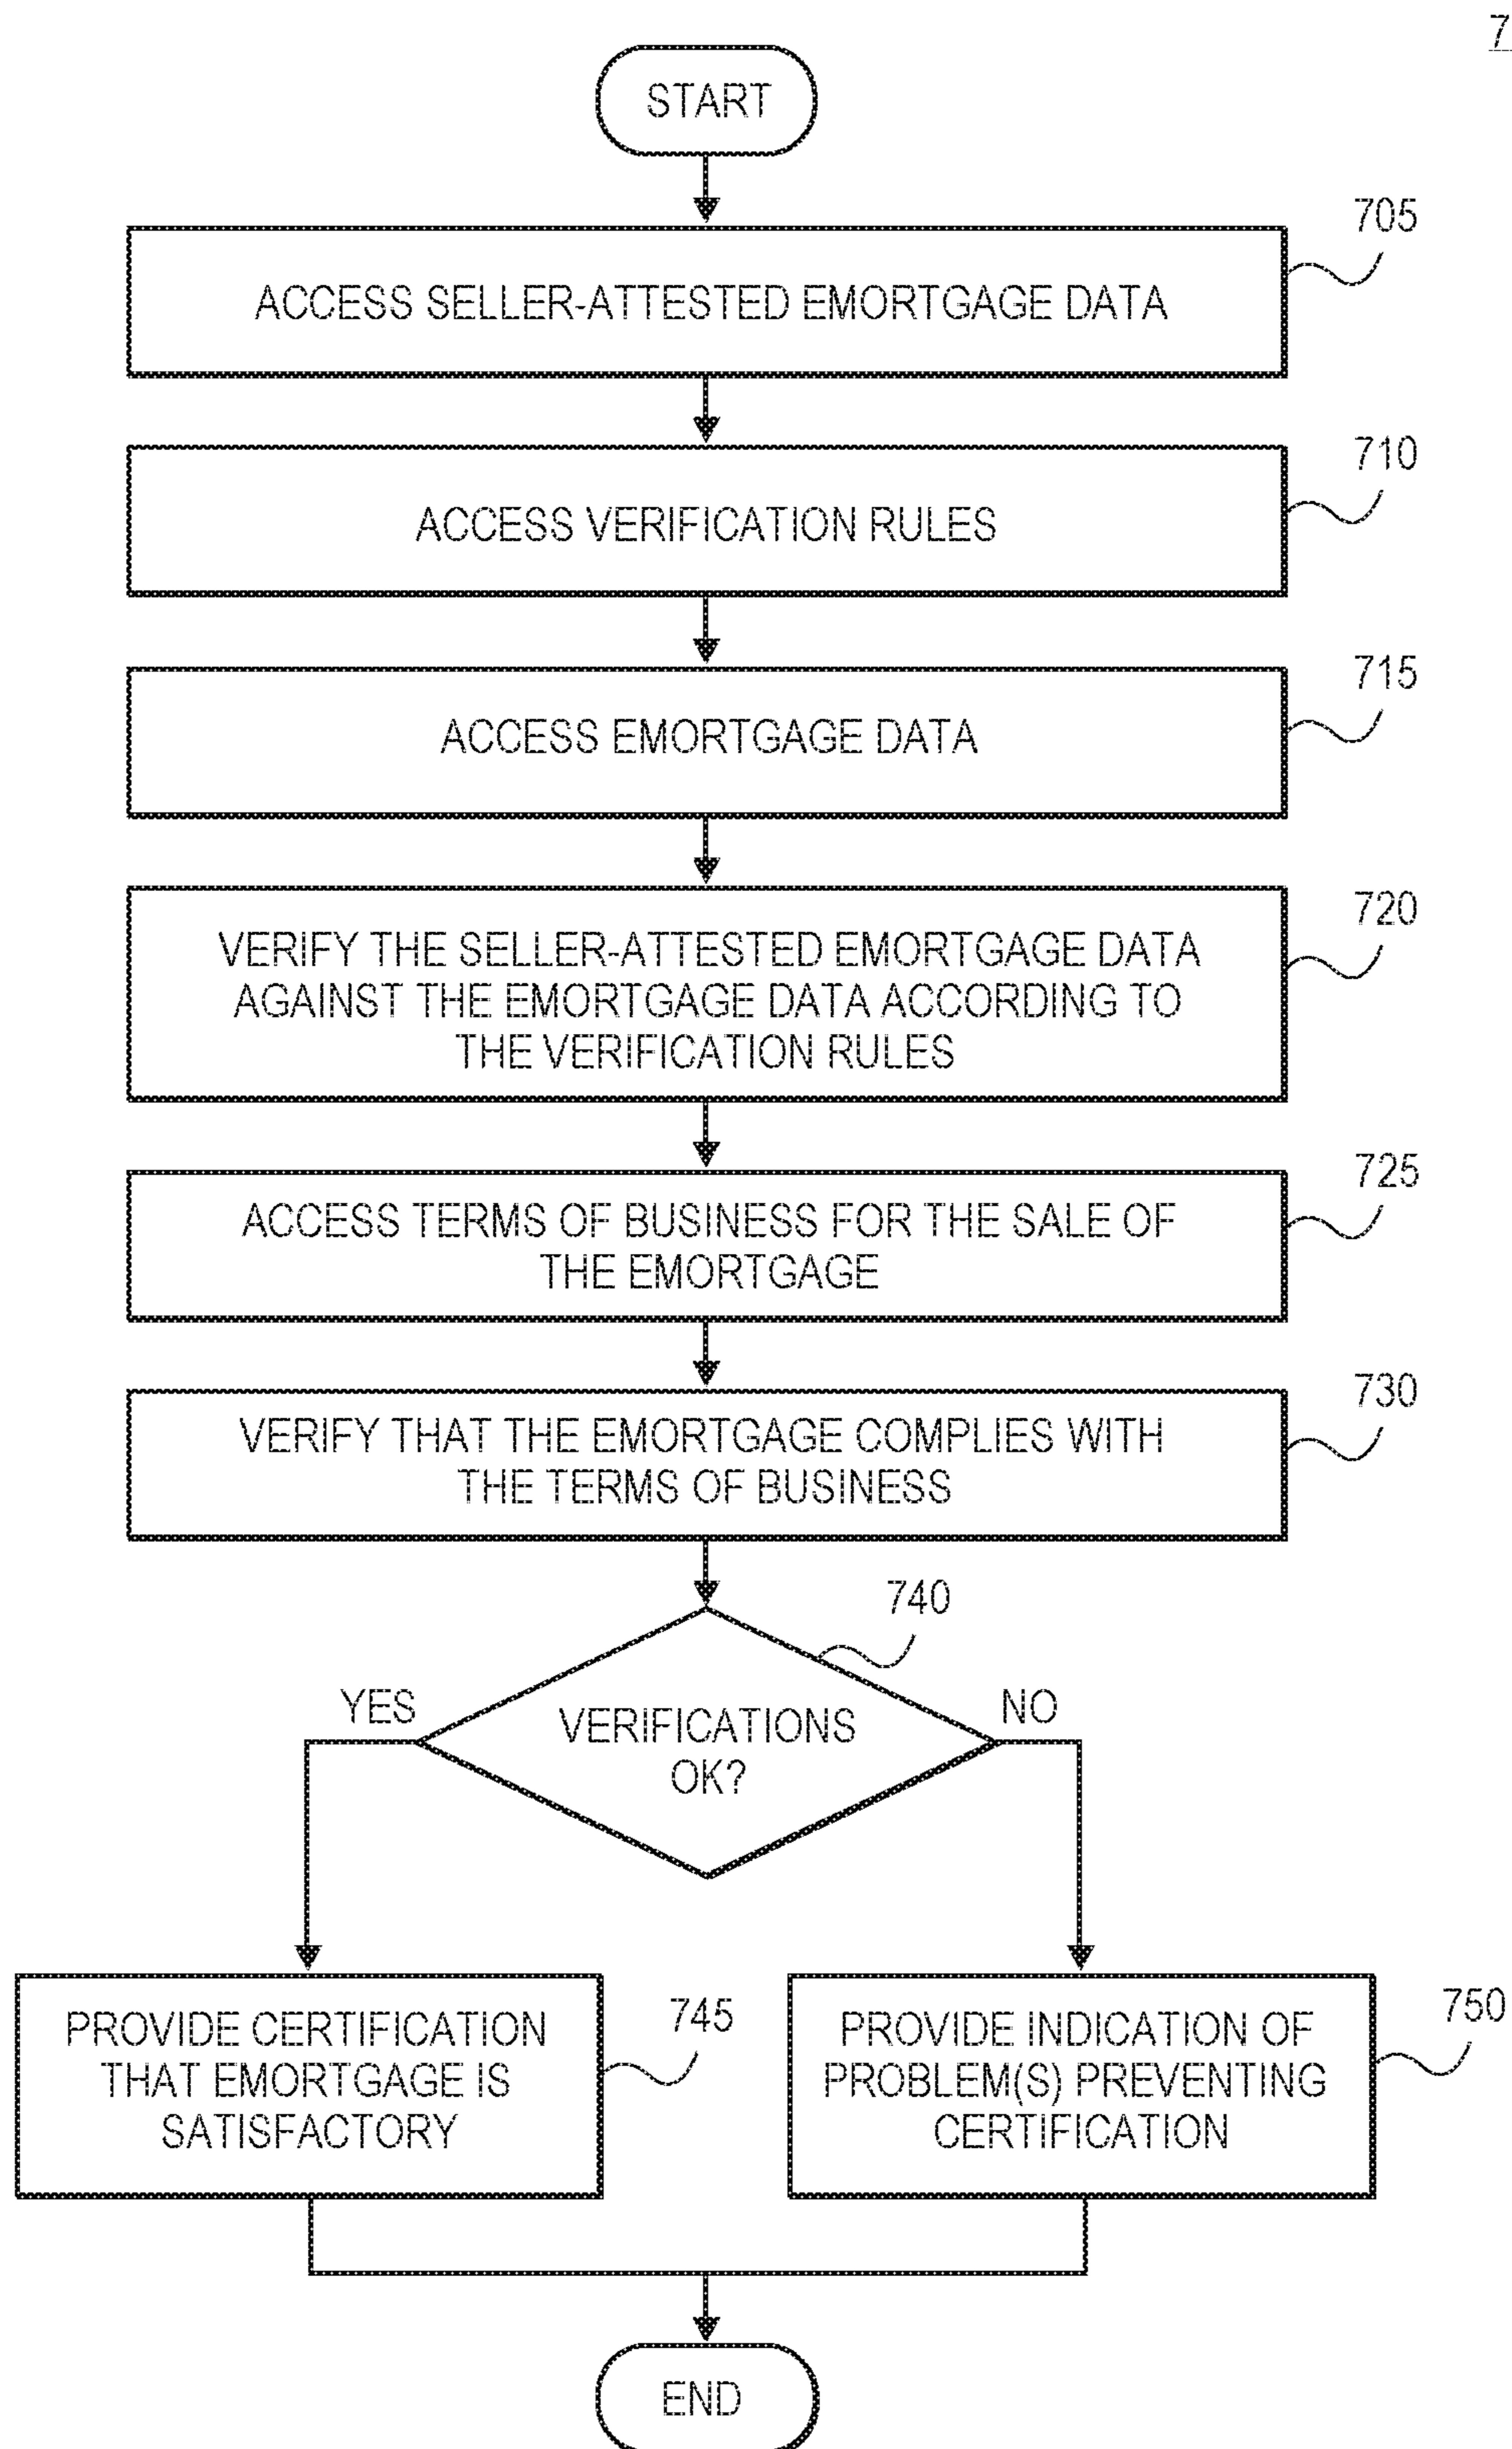 7
START
705
ACCESS SELLER-ATTESTED EMORTGAGE DATA
710
ACCESS VERIFICATION RULES
715
ACCESS EMORTGAGE DATA
720
VERIFY THE SELLER-ATTESTED EMORTGAGE DATA
AGAINST THE EMORTGAGE DATA ACCORDING TO
THE VERIFICATION RULES
725
ACCESS TERMS OF BUSINESS FOR THE SALE OF
THE EMORTGAGE
730
VERIFY THAT THE EMORTGAGE COMPLIES WITH
THE TERMS OF BUSINESS
740
YES
NO
VERIFICATIONS
OK?
PROVIDE CERTIFICATION
THAT EMORTGAGE IS
SATISFACTORY
745
PROVIDE INDICATION OF
PROBLEM(S) PREVENTING
CERTIFICATION
750
END